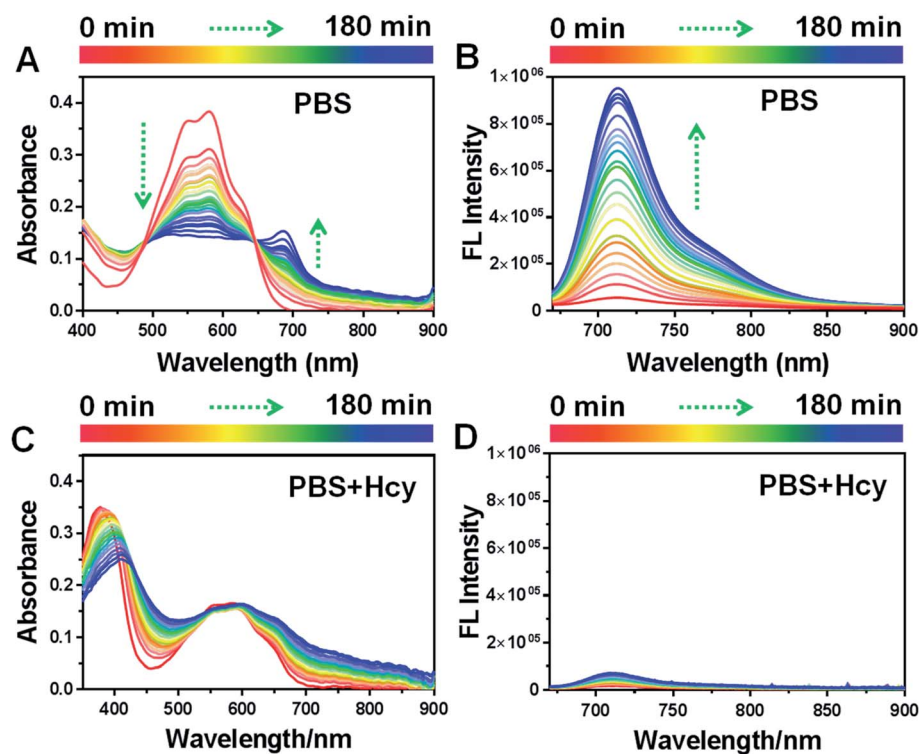 0 min 180 min
A
PBS
Absorbance
0.4
0.3
0.2
0.1
0.0
400 500 600 700 800 900
Wavelength (nm)
0 min 180 min
B
PBS
FL Intensity
1×10⁰⁶
8×10⁰⁵
6×10⁰⁵
4×10⁰⁵
2×10⁰⁵
0
700 750 800 850 900
Wavelength (nm)
0 min 180 min
C
PBS+Hcy
Absorbance
0.4
0.3
0.2
0.1
0.0
400 500 600 700 800 900
Wavelength/nm
0 min 180 min
D
PBS+Hcy
FL Intensity
1×10⁰⁶
8×10⁰⁵
6×10⁰⁵
4×10⁰⁵
2×10⁰⁵
0
700 750 800 850 900
Wavelength/nm